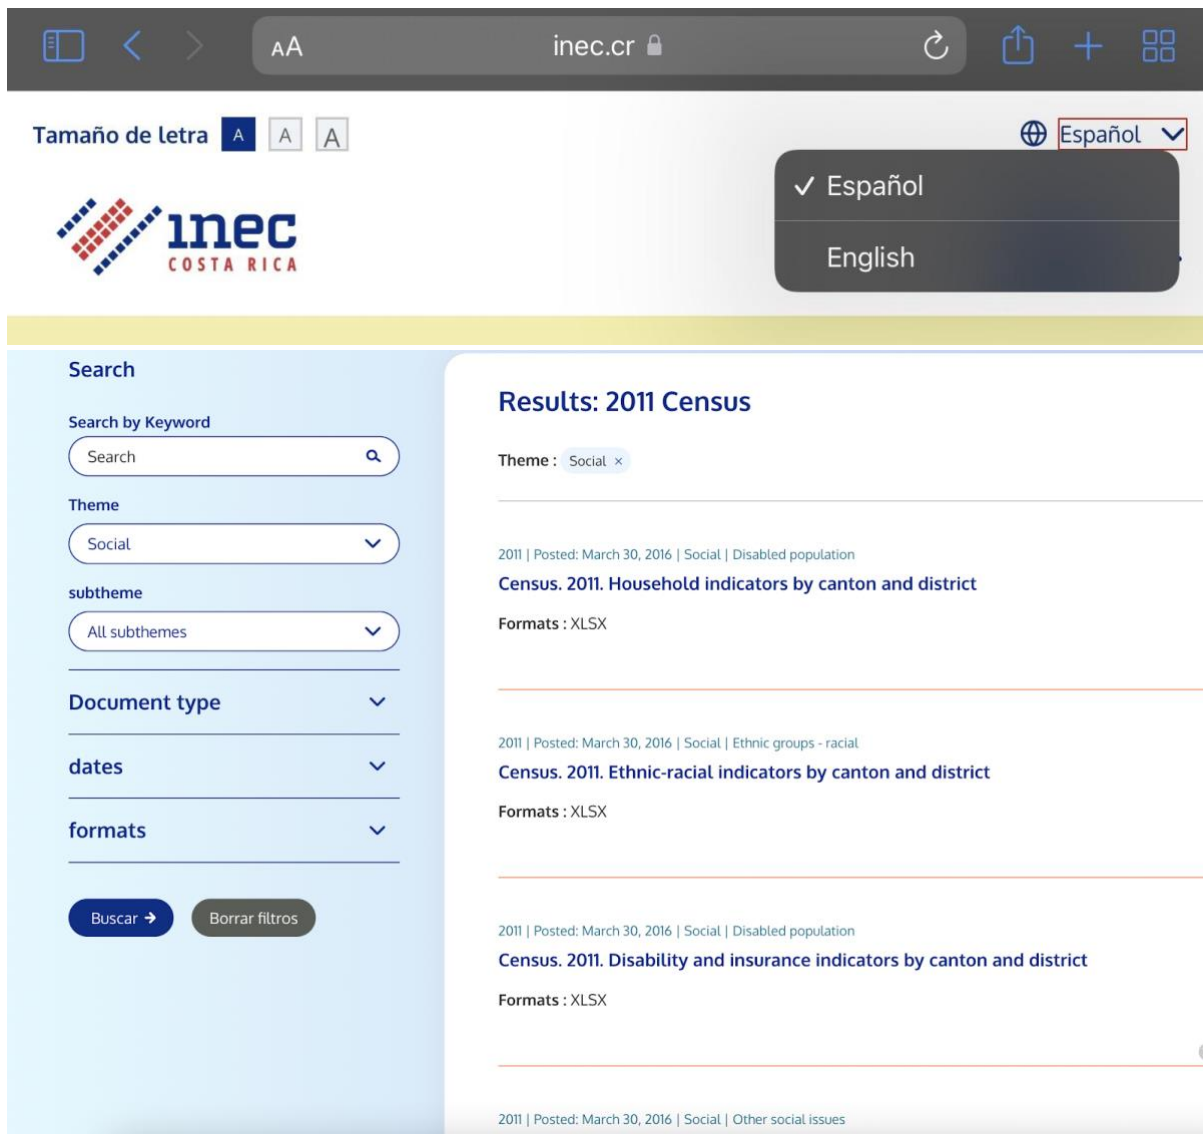 AA
inec.cr
Tamaño de letra A A A
Español
Español
English
inec
COSTA RICA
Search
Search by Keyword
Search
Theme
Social
subtheme
All subthemes
Document type
dates
formats
Buscar
Borrar filtros
Results: 2011 Census
Theme : Social ×
2011 | Posted: March 30, 2016 | Social | Disabled population
Census. 2011. Household indicators by canton and district
Formats : XLSX
2011 | Posted: March 30, 2016 | Social | Ethnic groups - racial
Census. 2011. Ethnic-racial indicators by canton and district
Formats : XLSX
2011 | Posted: March 30, 2016 | Social | Disabled population
Census. 2011. Disability and insurance indicators by canton and district
Formats : XLSX
2011 | Posted: March 30, 2016 | Social | Other social issues